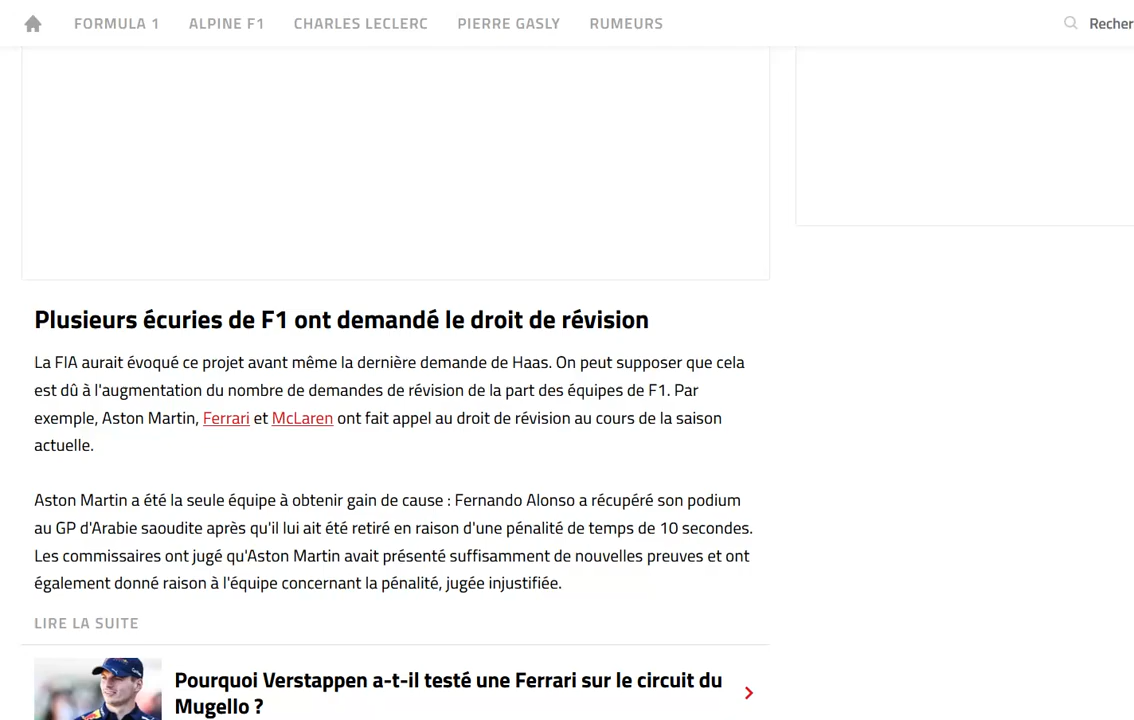 FORMULA 1 ALPINE F1 CHARLES LECLERC PIERRE GASLY RUMEURS Recher
Plusieurs écuries de F1 ont demandé le droit de révision
La FIA aurait évoqué ce projet avant même la dernière demande de Haas. On peut supposer que cela
est dû à l'augmentation du nombre de demandes de révision de la part des équipes de F1. Par
exemple, Aston Martin, Ferrari et McLaren ont fait appel au droit de révision au cours de la saison
actuelle.
Aston Martin a été la seule équipe à obtenir gain de cause : Fernando Alonso a récupéré son podium
au GP d'Arabie saoudite après qu'il lui ait été retiré en raison d'une pénalité de temps de 10 secondes.
Les commissaires ont jugé qu'Aston Martin avait présenté suffisamment de nouvelles preuves et ont
également donné raison à l'équipe concernant la pénalité, jugée injustifiée.
LIRE LA SUITE
Pourquoi Verstappen a-t-il testé une Ferrari sur le circuit du
Mugello ?